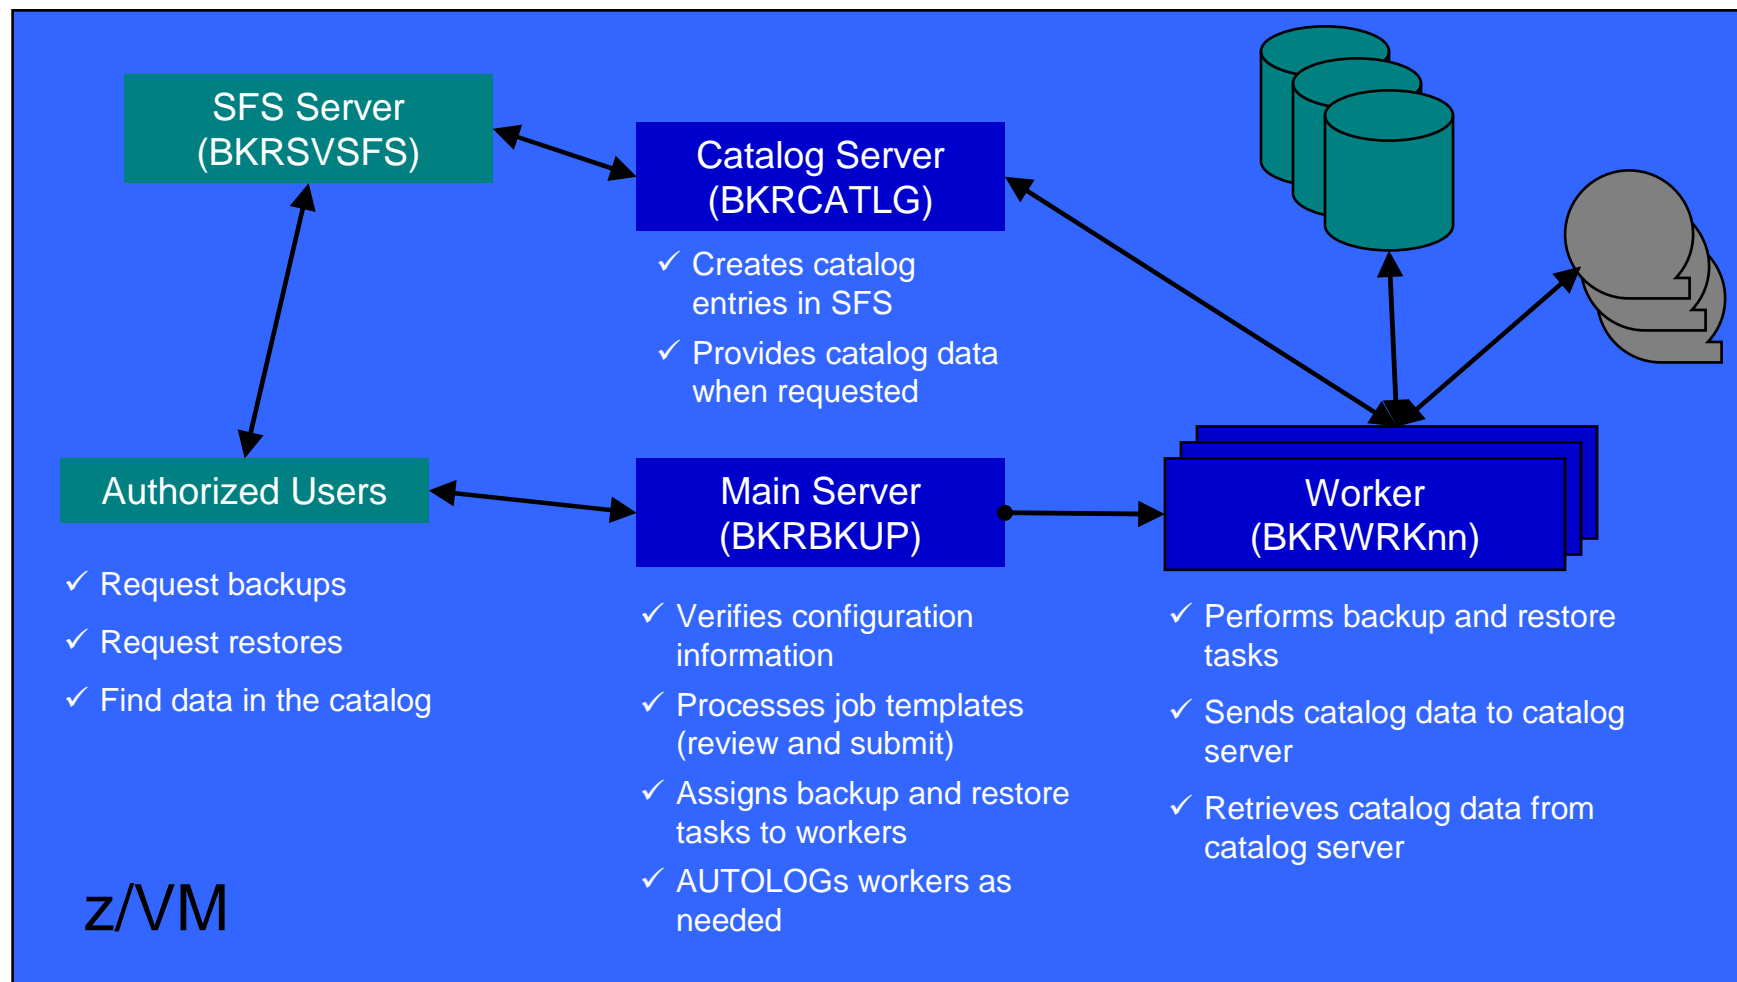 SFS Server
(BKRSVSFS)
Catalog Server
(BKRCATLG)
✓ Creates catalog
entries in SFS
✓ Provides catalog data
when requested
Authorized Users
✓ Request backups
✓ Request restores
✓ Find data in the catalog
Main Server
(BKRBKUP)
✓ Verifies configuration
information
✓ Processes job templates
(review and submit)
✓ Assigns backup and restore
tasks to workers
✓ AUTOLOGs workers as
needed
Worker
(BKRWRKnn)
✓ Performs backup and restore
tasks
✓ Sends catalog data to catalog
server
✓ Retrieves catalog data from
catalog server
z/VM